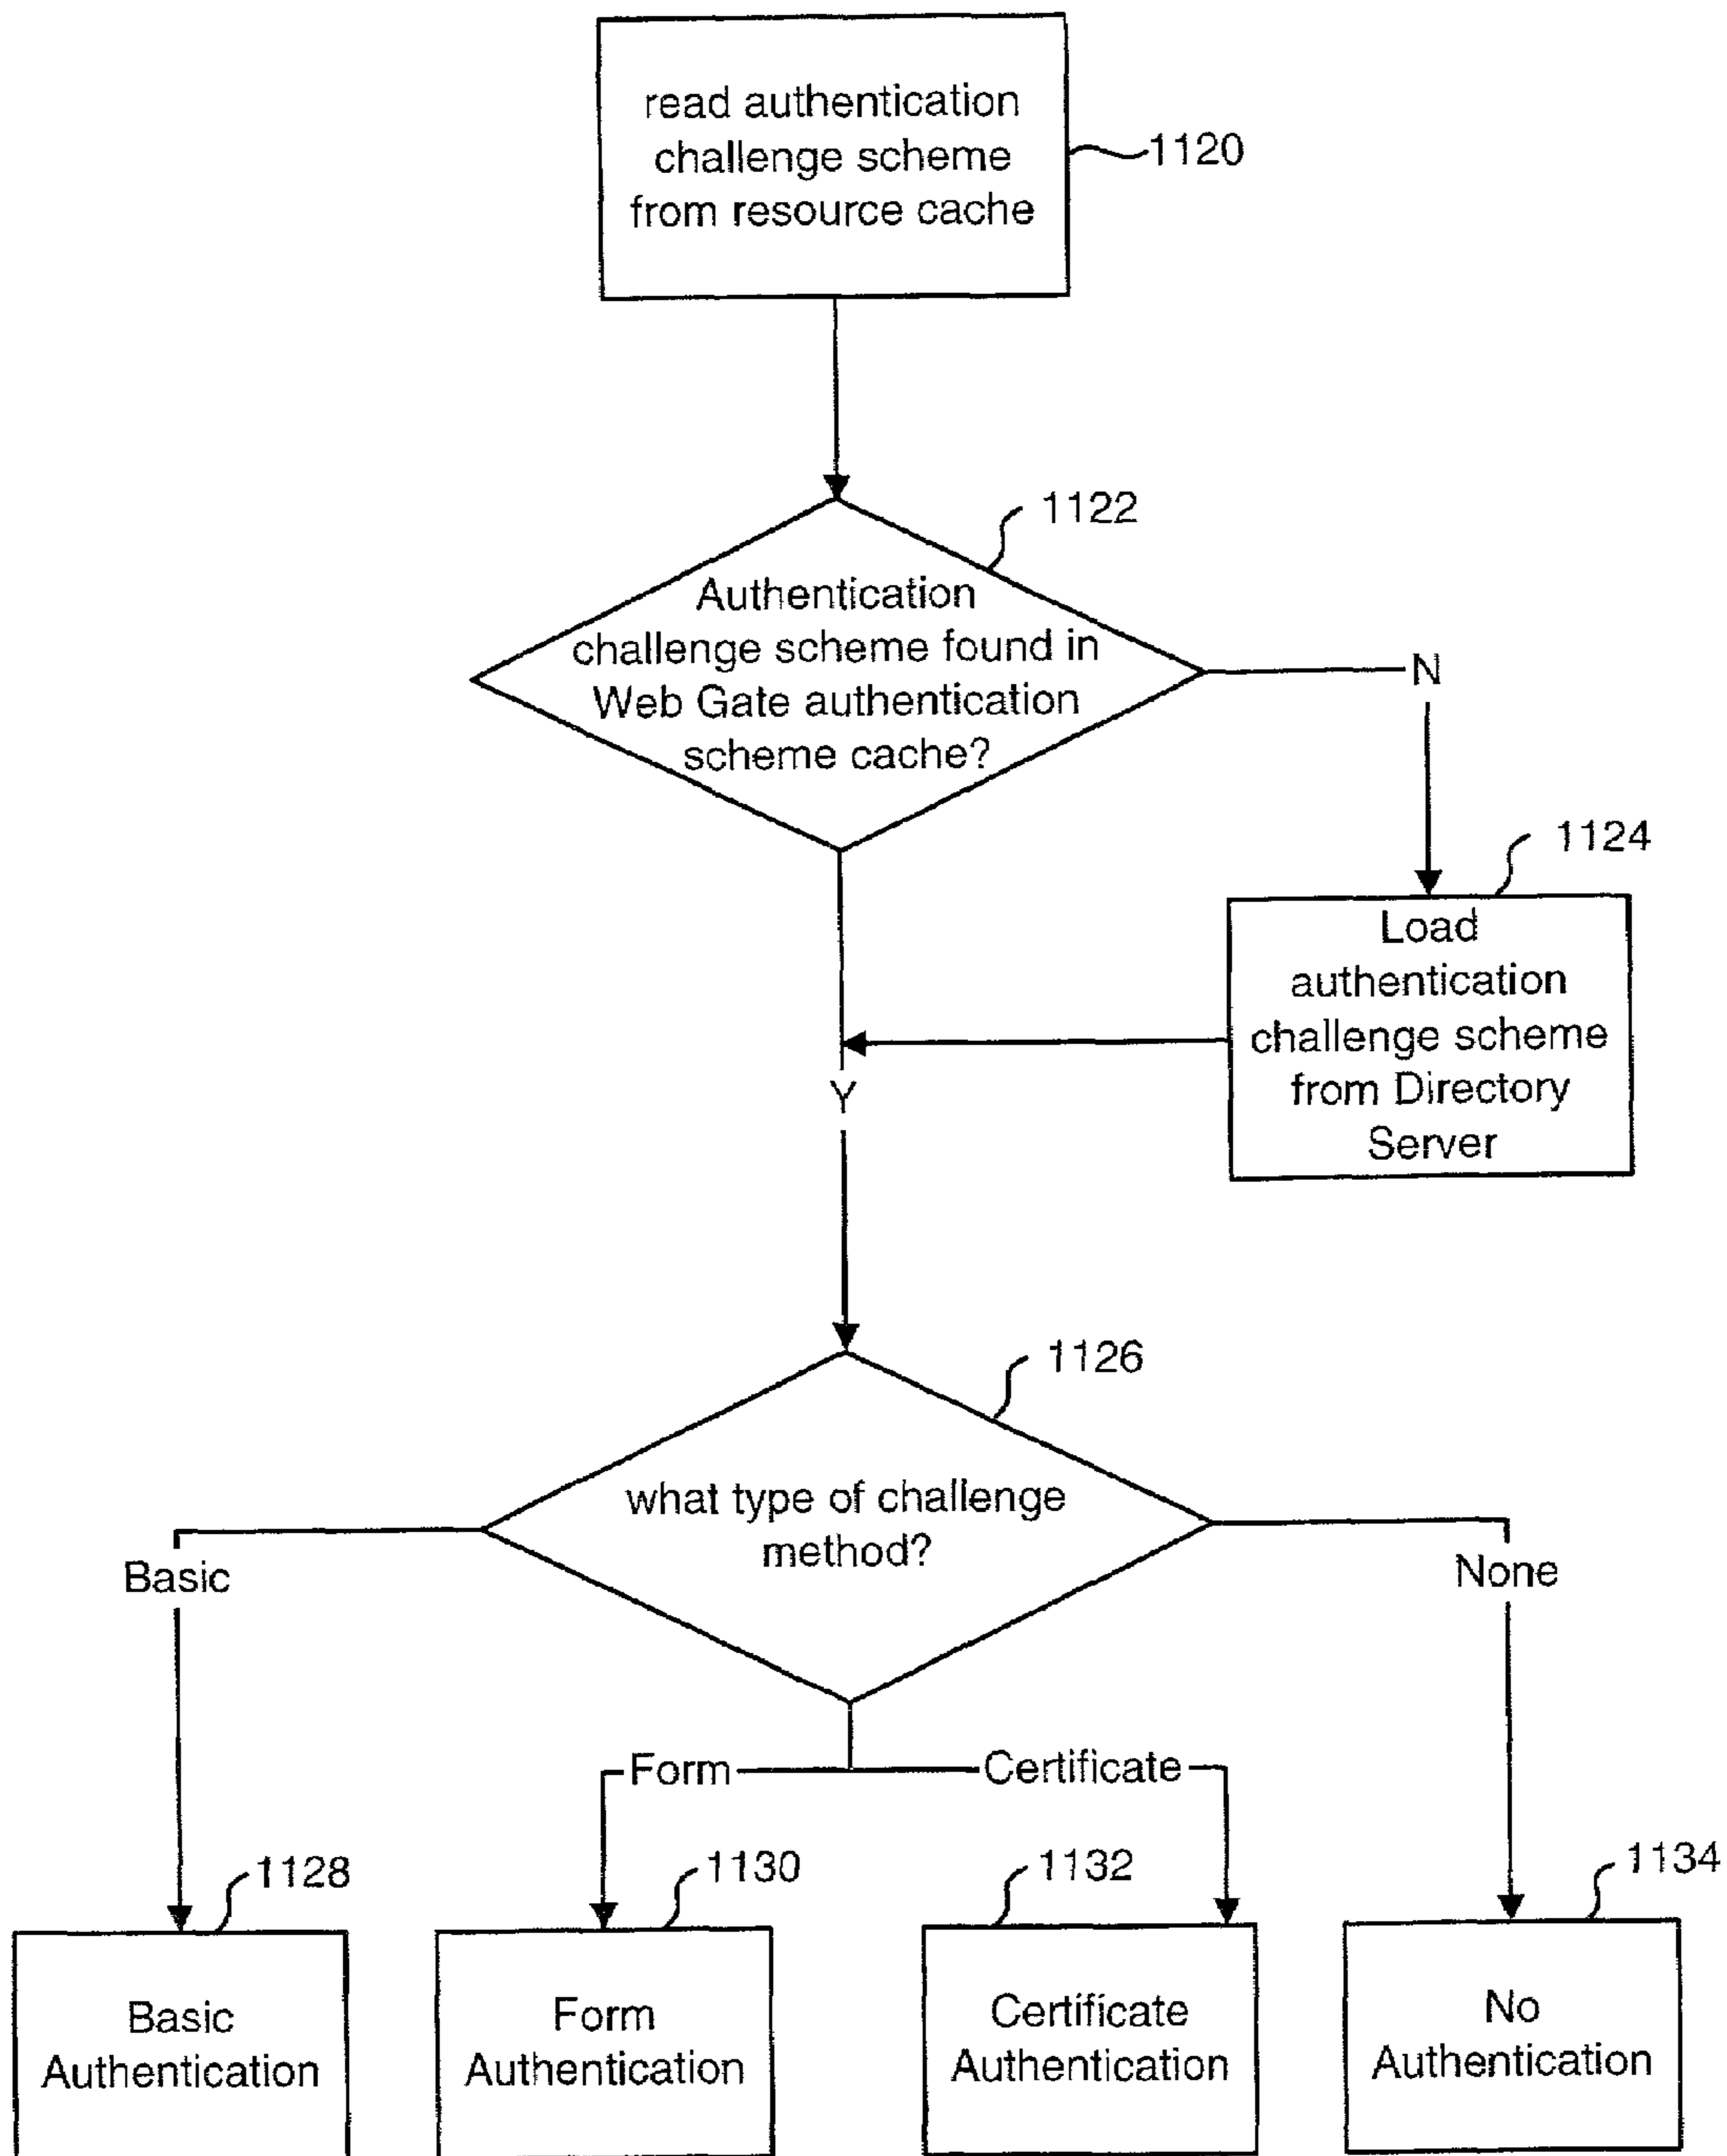 read authentication
challenge scheme
from resource cache
1120
1122
Authentication
challenge scheme found in
Web Gate authentication
scheme cache?
N
1124
Load
authentication
challenge scheme
from Directory
Server
Y
1126
what type of challenge
method?
Basic
None
Form
Certificate
1128
1130
1132
1134
Basic
Authentication
Form
Authentication
Certificate
Authentication
No
Authentication